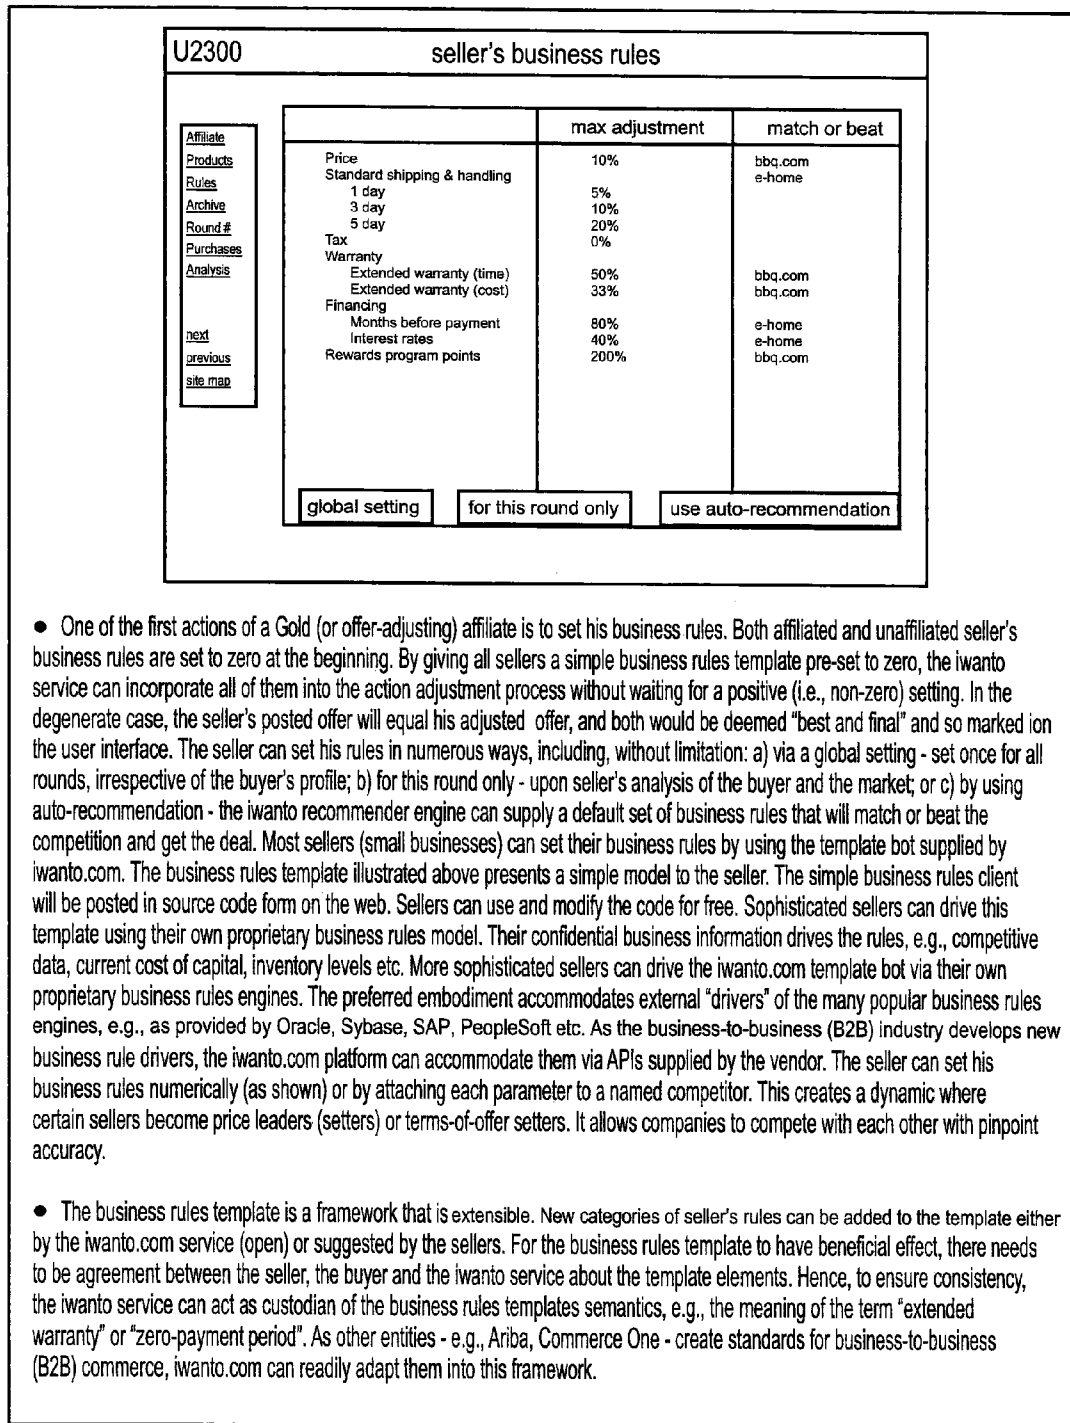 U2300 seller's business rules
max adjustment match or beat
Affiliate
Products
Rules
Archive
Round #
Purchases
Analysis
next
previous
site map
Price 10% bbq.com
Standard shipping & handling e-home
1 day 5%
3 day 10%
5 day 20%
Tax 0%
Warranty
Extended warranty (time) 50% bbq.com
Extended warranty (cost) 33% bbq.com
Financing
Months before payment 80% e-home
Interest rates 40% e-home
Rewards program points 200% bbq.com
global setting for this round only use auto-recommendation
● One of the first actions of a Gold (or offer-adjusting) affiliate is to set his business rules. Both affiliated and unaffiliated seller's
business rules are set to zero at the beginning. By giving all sellers a simple business rules template pre-set to zero, the iwanto
service can incorporate all of them into the action adjustment process without waiting for a positive (i.e., non-zero) setting. In the
degenerate case, the seller's posted offer will equal his adjusted offer, and both would be deemed "best and final" and so marked ion
the user interface. The seller can set his rules in numerous ways, including, without limitation: a) via a global setting - set once for all
rounds, irrespective of the buyer's profile; b) for this round only - upon seller's analysis of the buyer and the market; or c) by using
auto-recommendation - the iwanto recommender engine can supply a default set of business rules that will match or beat the
competition and get the deal. Most sellers (small businesses) can set their business rules by using the template bot supplied by
iwanto.com. The business rules template illustrated above presents a simple model to the seller. The simple business rules client
will be posted in source code form on the web. Sellers can use and modify the code for free. Sophisticated sellers can drive this
template using their own proprietary business rules model. Their confidential business information drives the rules, e.g., competitive
data, current cost of capital, inventory levels etc. More sophisticated sellers can drive the iwanto.com template bot via their own
proprietary business rules engines. The preferred embodiment accommodates external "drivers" of the many popular business rules
engines, e.g., as provided by Oracle, Sybase, SAP, PeopleSoft etc. As the business-to-business (B2B) industry develops new
business rule drivers, the iwanto.com platform can accommodate them via APIs supplied by the vendor. The seller can set his
business rules numerically (as shown) or by attaching each parameter to a named competitor. This creates a dynamic where
certain sellers become price leaders (setters) or terms-of-offer setters. It allows companies to compete with each other with pinpoint
accuracy.
● The business rules template is a framework that is extensible. New categories of seller's rules can be added to the template either
by the iwanto.com service (open) or suggested by the sellers. For the business rules template to have beneficial effect, there needs
to be agreement between the seller, the buyer and the iwanto service about the template elements. Hence, to ensure consistency,
the iwanto service can act as custodian of the business rules templates semantics, e.g., the meaning of the term "extended
warranty" or "zero-payment period". As other entities - e.g., Ariba, Commerce One - create standards for business-to-business
(B2B) commerce, iwanto.com can readily adapt them into this framework.